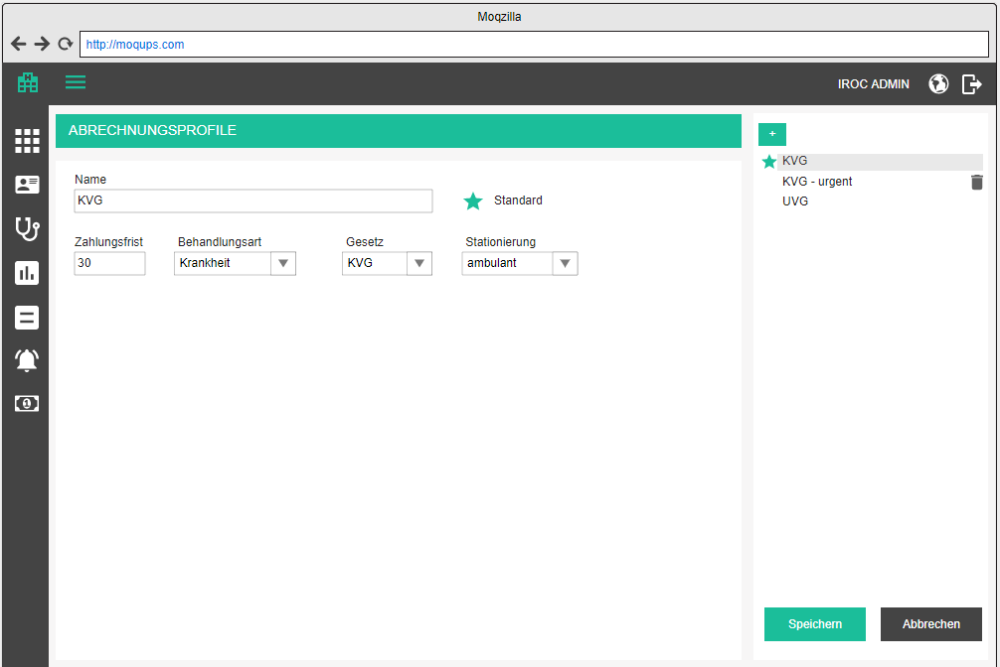 Moqzilla
http://moqups.com
IROC ADMIN
ABRECHNUNGSPROFILE
Name
KVG
Standard
Zahlungsfrist Behandlungsart Gesetz Stationierung
30 Krankheit KVG ambulant
+
KVG
KVG - urgent
UVG
Speichern Abbrechen